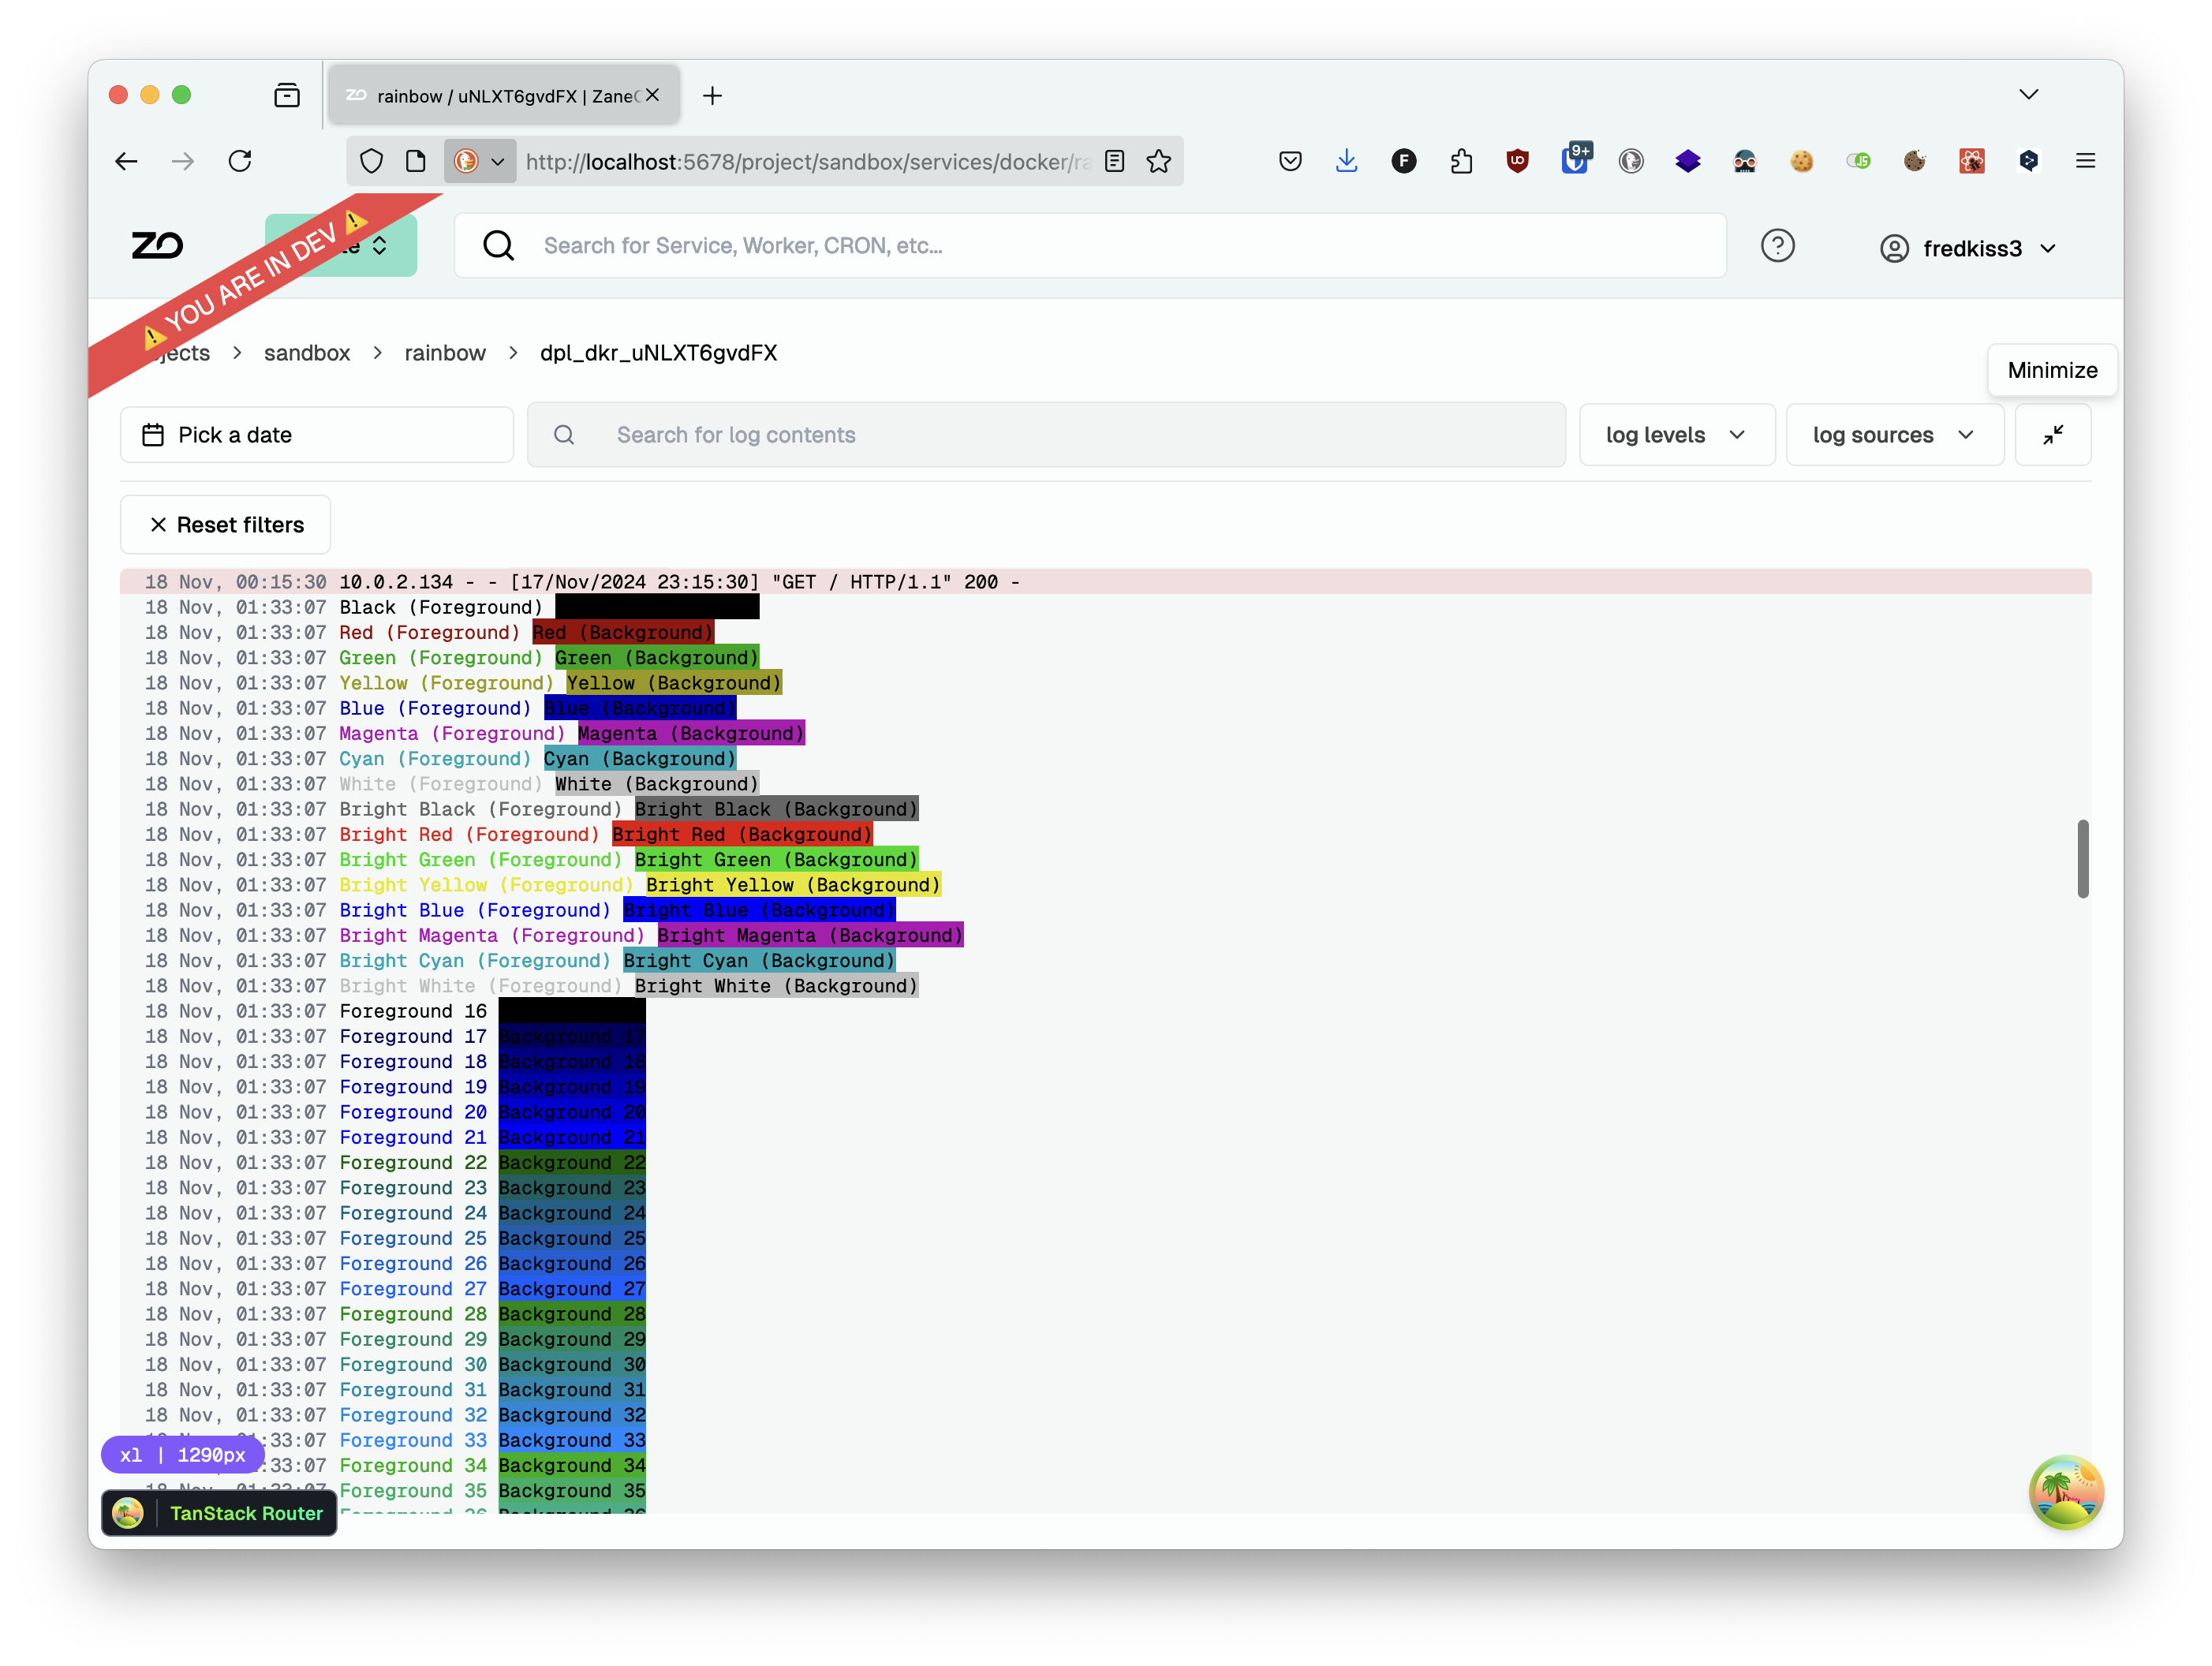 rainbow / uNLXT6gvdFX | Zane
http://localhost:5678/project/sandbox/services/docker/ra
9+
⚠️ YOU ARE IN DEV ⚠️
Search for Service, Worker, CRON, etc...
fredkiss3
sandbox > rainbow > dpl_dkr_uNLXT6gvdFX
Minimize
Pick a date
Search for log contents
log levels
log sources
Reset filters
18 Nov, 00:15:30 10.0.2.134 - - [17/Nov/2024 23:15:30] "GET / HTTP/1.1" 200 -
18 Nov, 01:33:07 Black (Foreground)
18 Nov, 01:33:07 Red (Foreground) Red (Background)
18 Nov, 01:33:07 Green (Foreground) Green (Background)
18 Nov, 01:33:07 Yellow (Foreground) Yellow (Background)
18 Nov, 01:33:07 Blue (Foreground) Blue (Background)
18 Nov, 01:33:07 Magenta (Foreground) Magenta (Background)
18 Nov, 01:33:07 Cyan (Foreground) Cyan (Background)
18 Nov, 01:33:07 White (Foreground) White (Background)
18 Nov, 01:33:07 Bright Black (Foreground) Bright Black (Background)
18 Nov, 01:33:07 Bright Red (Foreground) Bright Red (Background)
18 Nov, 01:33:07 Bright Green (Foreground) Bright Green (Background)
18 Nov, 01:33:07 Bright Yellow (Foreground) Bright Yellow (Background)
18 Nov, 01:33:07 Bright Blue (Foreground) Bright Blue (Background)
18 Nov, 01:33:07 Bright Magenta (Foreground) Bright Magenta (Background)
18 Nov, 01:33:07 Bright Cyan (Foreground) Bright Cyan (Background)
18 Nov, 01:33:07 Bright White (Foreground) Bright White (Background)
18 Nov, 01:33:07 Foreground 16
18 Nov, 01:33:07 Foreground 17 Background 17
18 Nov, 01:33:07 Foreground 18 Background 18
18 Nov, 01:33:07 Foreground 19 Background 19
18 Nov, 01:33:07 Foreground 20 Background 20
18 Nov, 01:33:07 Foreground 21 Background 21
18 Nov, 01:33:07 Foreground 22 Background 22
18 Nov, 01:33:07 Foreground 23 Background 23
18 Nov, 01:33:07 Foreground 24 Background 24
18 Nov, 01:33:07 Foreground 25 Background 25
18 Nov, 01:33:07 Foreground 26 Background 26
18 Nov, 01:33:07 Foreground 27 Background 27
18 Nov, 01:33:07 Foreground 28 Background 28
18 Nov, 01:33:07 Foreground 29 Background 29
18 Nov, 01:33:07 Foreground 30 Background 30
18 Nov, 01:33:07 Foreground 31 Background 31
18 Nov, 01:33:07 Foreground 32 Background 32
:33:07 Foreground 33 Background 33
xl | 1290px
:33:07 Foreground 34 Background 34
Foreground 35 Background 35
TanStack Router